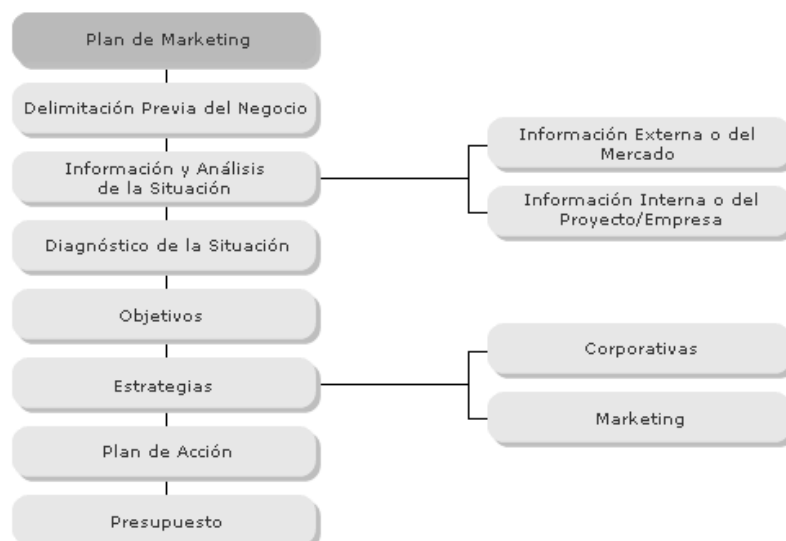 Plan de Marketing
Delimitación Previa del Negocio
Información y Análisis
de la Situación
Información Externa o del
Mercado
Información Interna o del
Proyecto/Empresa
Diagnóstico de la Situación
Objetivos
Estrategias
Corporativas
Marketing
Plan de Acción
Presupuesto